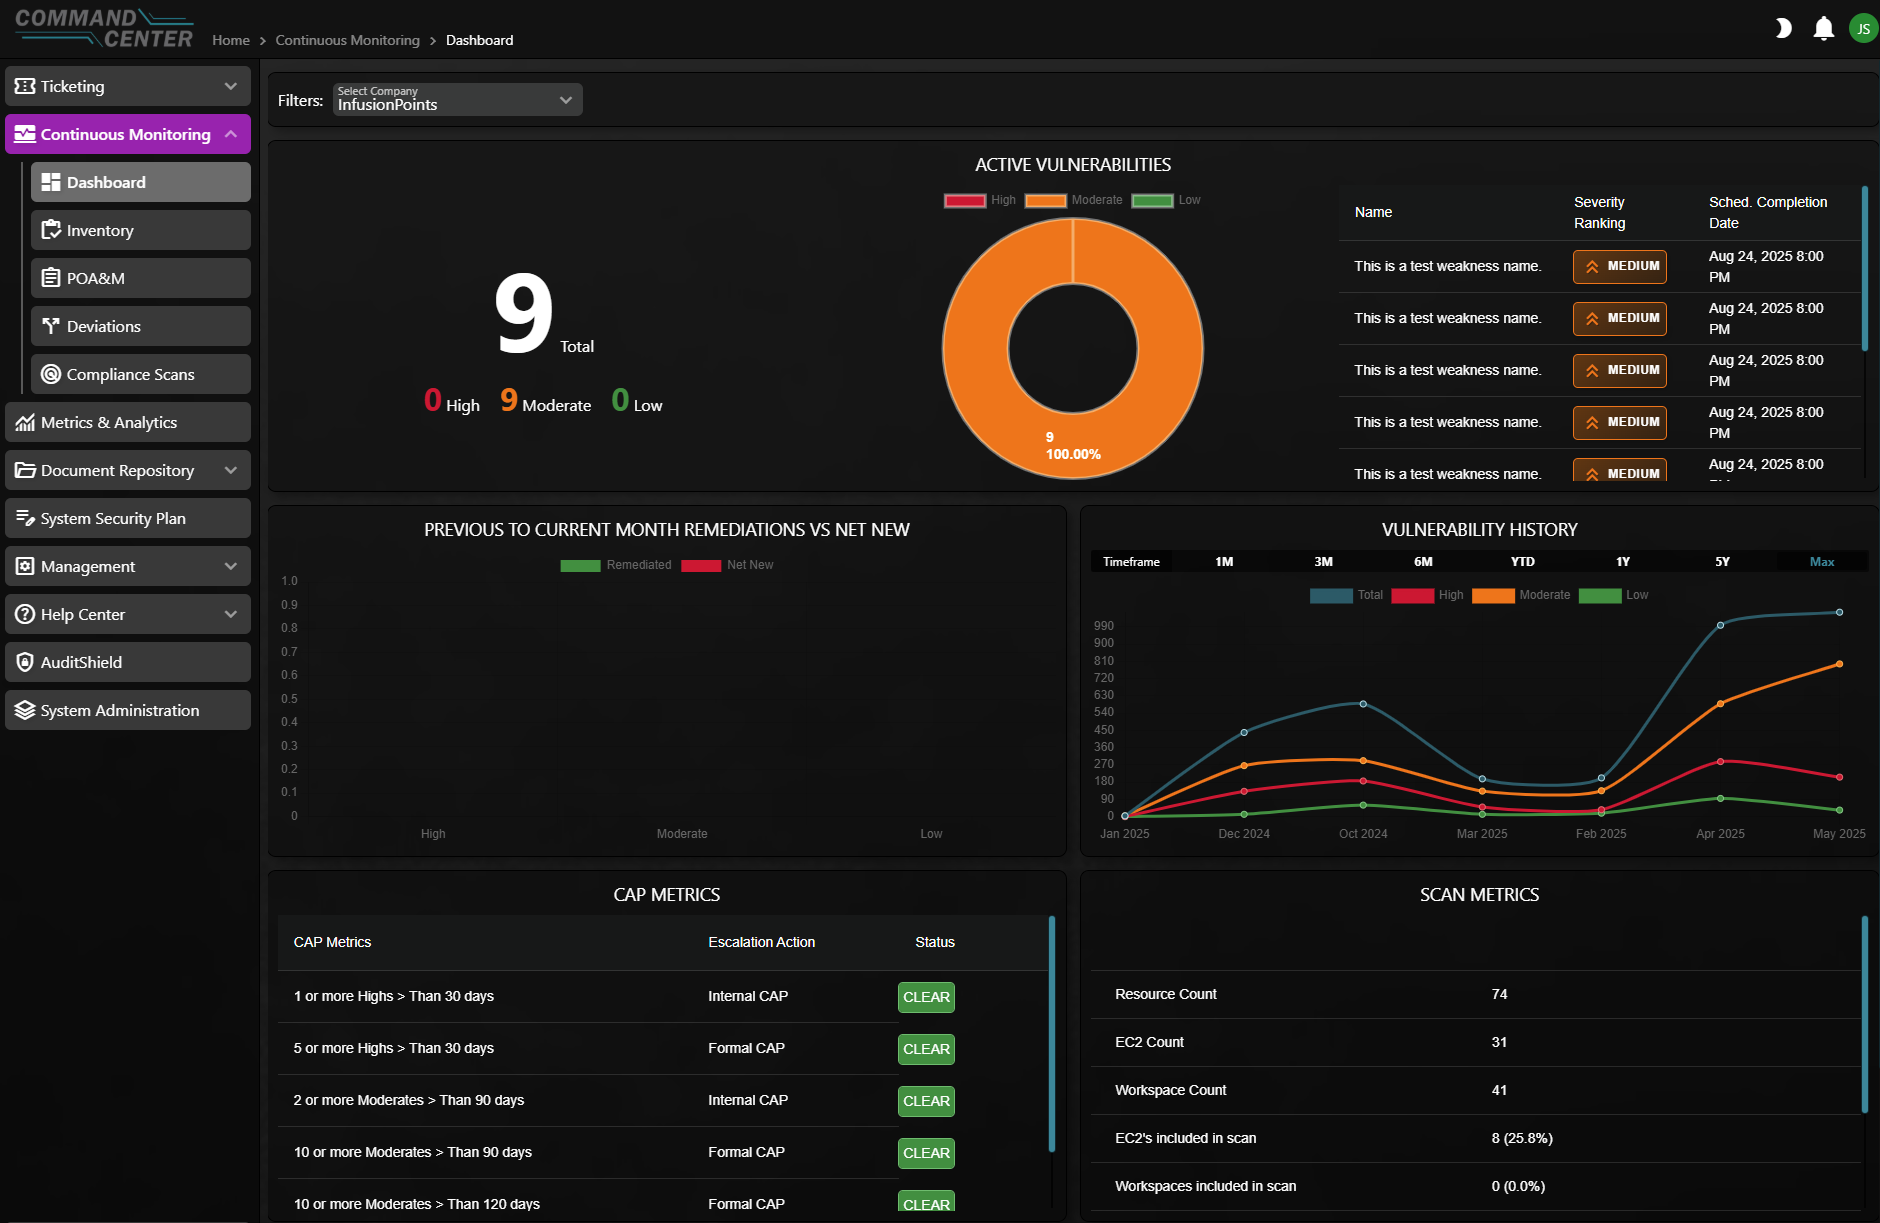 COMMAND
CENTER
Home > Continuous Monitoring > Dashboard
JS
Ticketing
Continuous Monitoring
Dashboard
Inventory
POA&M
Deviations
Compliance Scans
Metrics & Analytics
Document Repository
System Security Plan
Management
Help Center
AuditShield
System Administration
Filters:
Select Company
InfusionPoints
ACTIVE VULNERABILITIES
9 Total
0 High 9 Moderate 0 Low
High Moderate Low
9
100.00%
Name Severity Ranking Sched. Completion Date
This is a test weakness name. MEDIUM Aug 24, 2025 8:00 PM
This is a test weakness name. MEDIUM Aug 24, 2025 8:00 PM
This is a test weakness name. MEDIUM Aug 24, 2025 8:00 PM
This is a test weakness name. MEDIUM Aug 24, 2025 8:00 PM
This is a test weakness name. MEDIUM Aug 24, 2025 8:00
PREVIOUS TO CURRENT MONTH REMEDIATIONS VS NET NEW
Remediated Net New
1.0
0.9
0.8
0.7
0.6
0.5
0.4
0.3
0.2
0.1
0
High Moderate Low
VULNERABILITY HISTORY
Timeframe 1M 3M 6M YTD 1Y 5Y Max
Total High Moderate Low
990
900
810
720
630
540
450
360
270
180
90
0
Jan 2025 Dec 2024 Oct 2024 Mar 2025 Feb 2025 Apr 2025 May 2025
CAP METRICS
CAP Metrics Escalation Action Status
1 or more Highs > Than 30 days Internal CAP CLEAR
5 or more Highs > Than 30 days Formal CAP CLEAR
2 or more Moderates > Than 90 days Internal CAP CLEAR
10 or more Moderates > Than 90 days Formal CAP CLEAR
10 or more Moderates > Than 120 days Formal CAP CLEAR
SCAN METRICS
Resource Count 74
EC2 Count 31
Workspace Count 41
EC2's included in scan 8 (25.8%)
Workspaces included in scan 0 (0.0%)